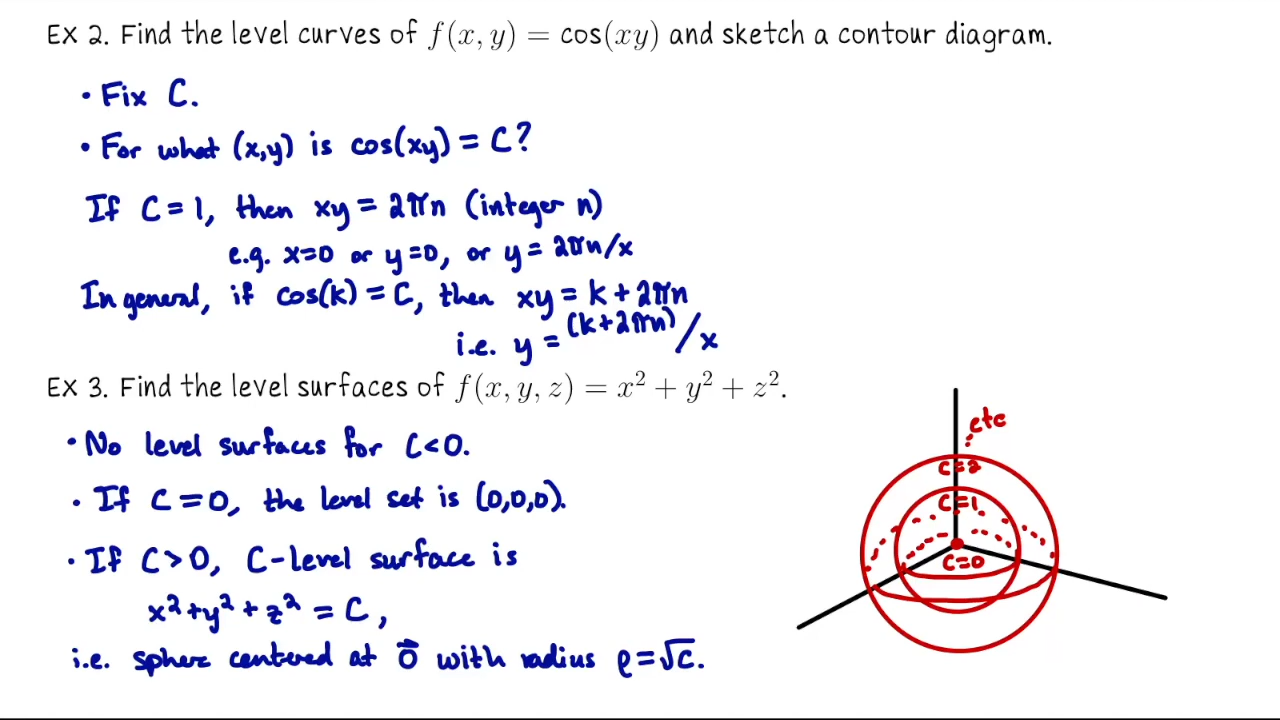 Ex 2. Find the level curves of f(x, y) = cos(xy) and sketch a contour diagram.
• Fix C.
• For what (x,y) is cos(xy) = C?
If C = 1, then xy = 2πn (integer n)
e.g. x=0 or y=0, or y = 2πn/x
In general, if cos(k) = C, then xy = k + 2πn
i.e. y = (k+2πn)/x
Ex 3. Find the level surfaces of f(x, y, z) = x² + y² + z².
• No level surfaces for C<0.
• If C = 0, the level set is (0,0,0).
• If C > 0, C-level surface is
x²+y²+z² = C,
i.e. sphere centered at 0⃗ with radius ρ=√C.
etc
C=2
C=1
C=0